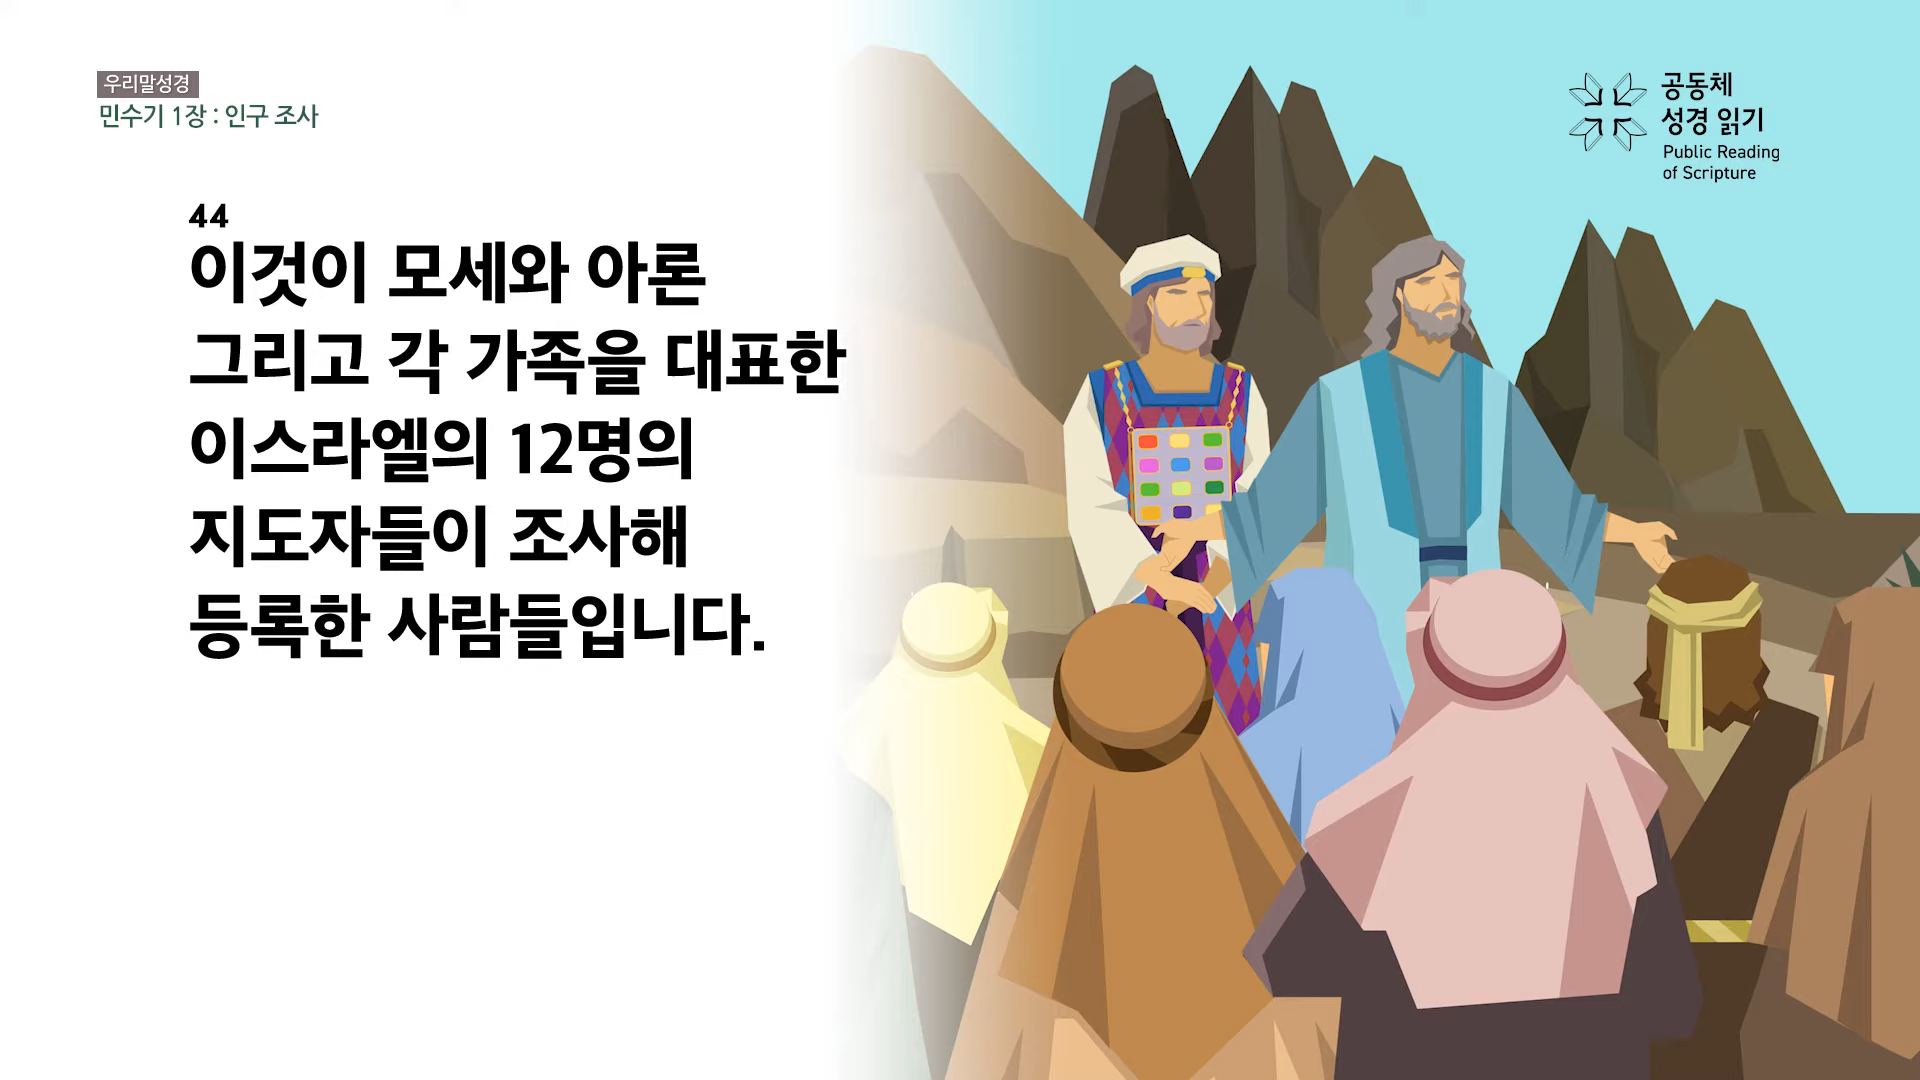 우리말성경
민수기 1장 : 인구 조사
공동체
성경 읽기
Public Reading
of Scripture
44
이것이 모세와 아론
그리고 각 가족을 대표한
이스라엘의 12명의
지도자들이 조사해
등록한 사람들입니다.